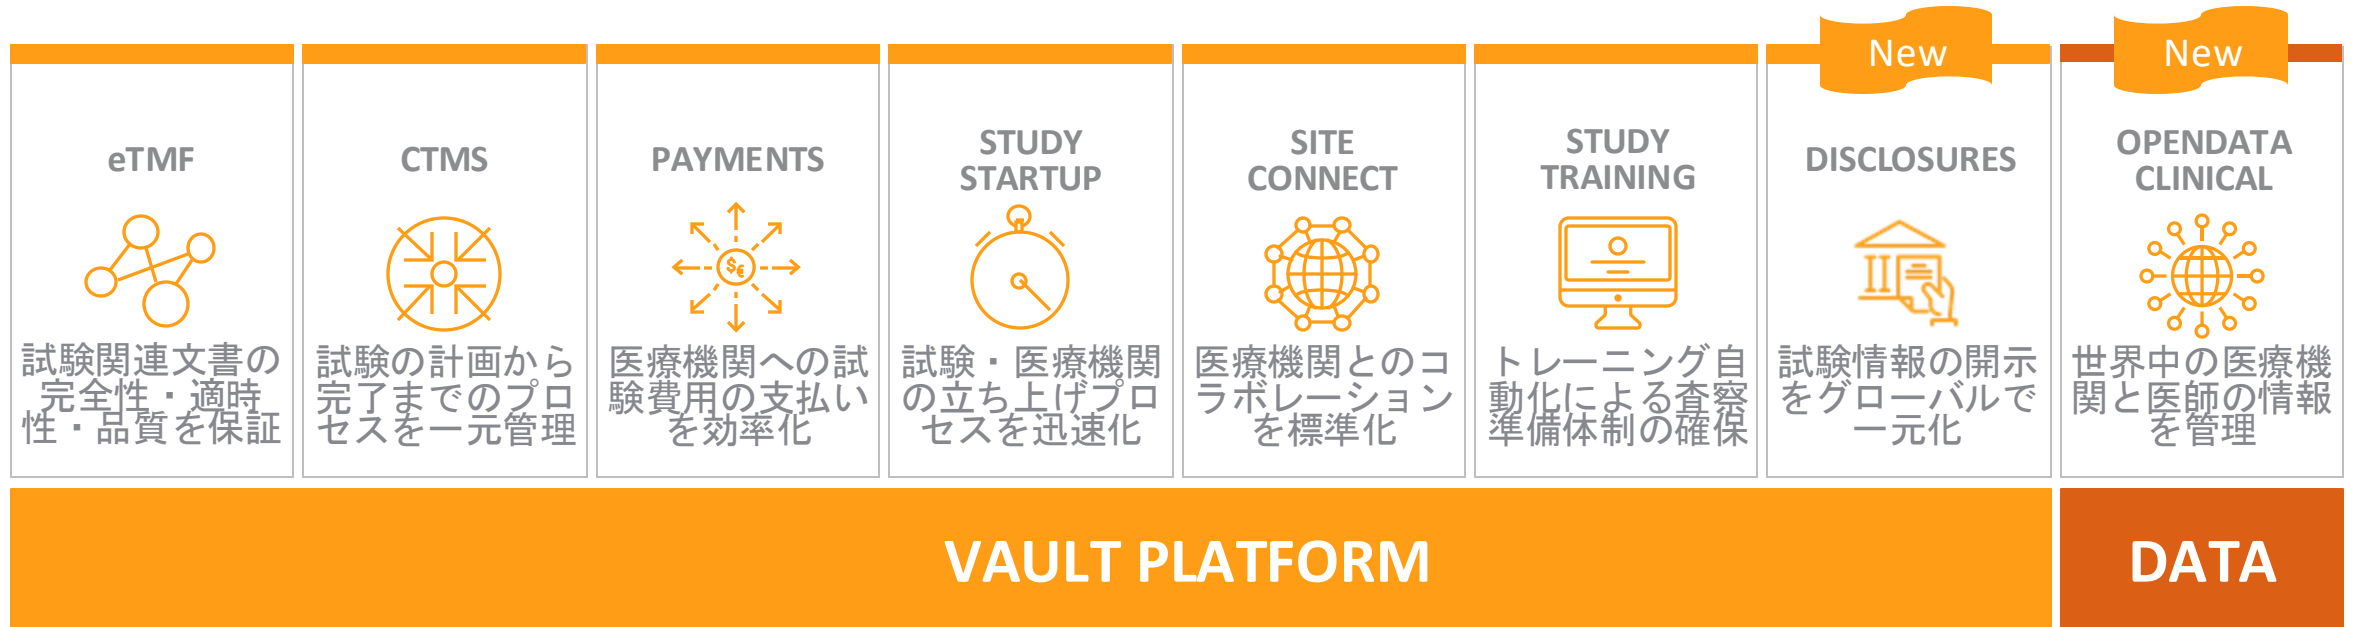 New
New
eTMF
試験関連文書の
完全性・適時
性・品質を保証
CTMS
試験の計画から
完了までのプロ
セスを一元管理
PAYMENTS
$€
医療機関への試
験費用の支払い
を効率化
STUDY
STARTUP
試験・医療機関
の立ち上げプロ
セスを迅速化
SITE
CONNECT
医療機関とのコ
ラボレーション
を標準化
STUDY
TRAINING
トレーニング自
動化による査察
準備体制の確保
DISCLOSURES
試験情報の開示
をグローバルで
一元化
OPENDATA
CLINICAL
世界中の医療機
関と医師の情報
を管理
VAULT PLATFORM
DATA